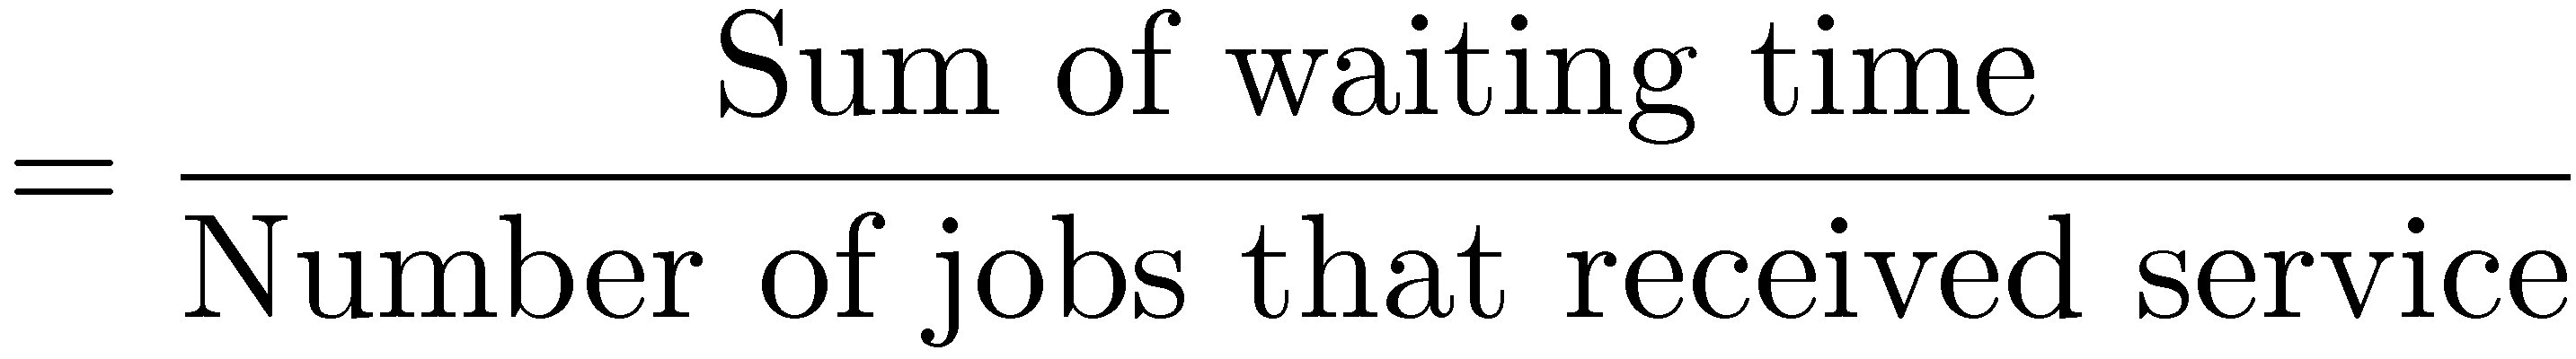 Sum of waiting time
=
Number of jobs that received service